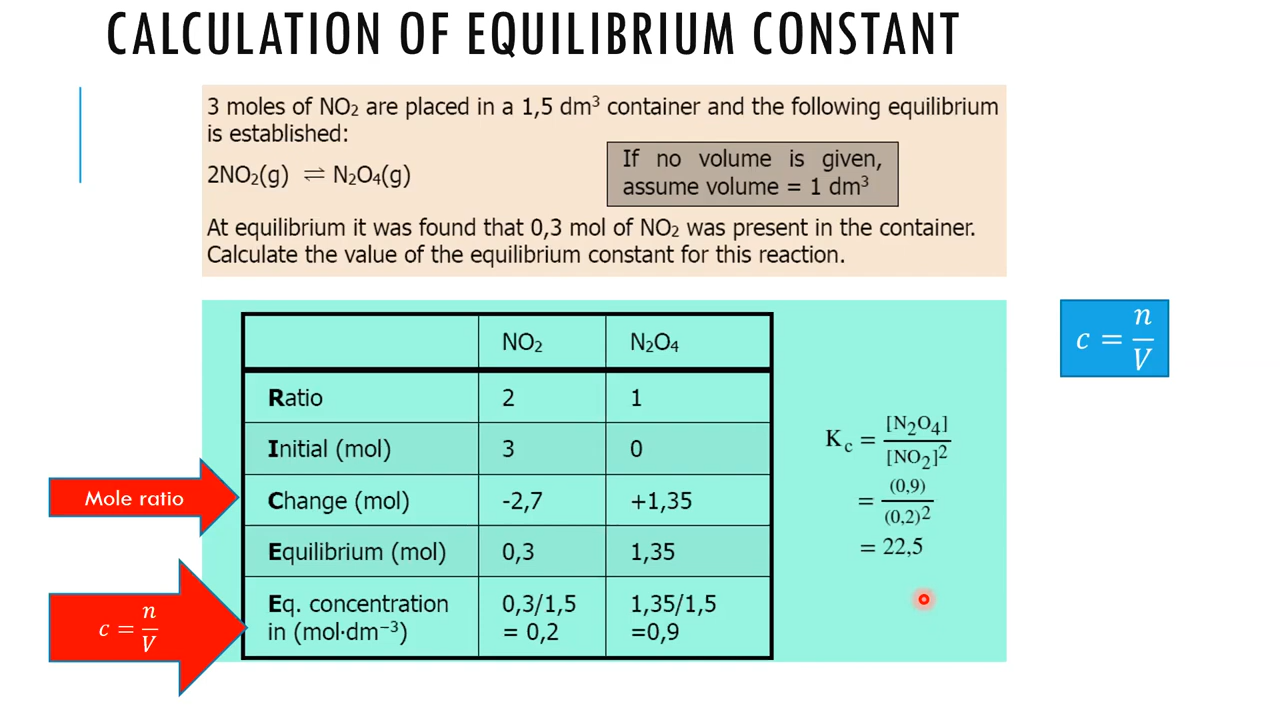 CALCULATION OF EQUILIBRIUM CONSTANT
3 moles of NO₂ are placed in a 1,5 dm³ container and the following equilibrium
is established:
2NO₂(g) ⇌ N₂O₄(g)
If no volume is given,
assume volume = 1 dm³
At equilibrium it was found that 0,3 mol of NO₂ was present in the container.
Calculate the value of the equilibrium constant for this reaction.
c = n/V
NO₂ N₂O₄
Ratio 2 1
Initial (mol) 3 0
Mole ratio
Change (mol) -2,7 +1,35
Equilibrium (mol) 0,3 1,35
c = n/V
Eq. concentration 0,3/1,5 1,35/1,5
in (mol·dm⁻³) = 0,2 =0,9
K_c = [N₂O₄]/[NO₂]²
= (0,9)/(0,2)²
= 22,5